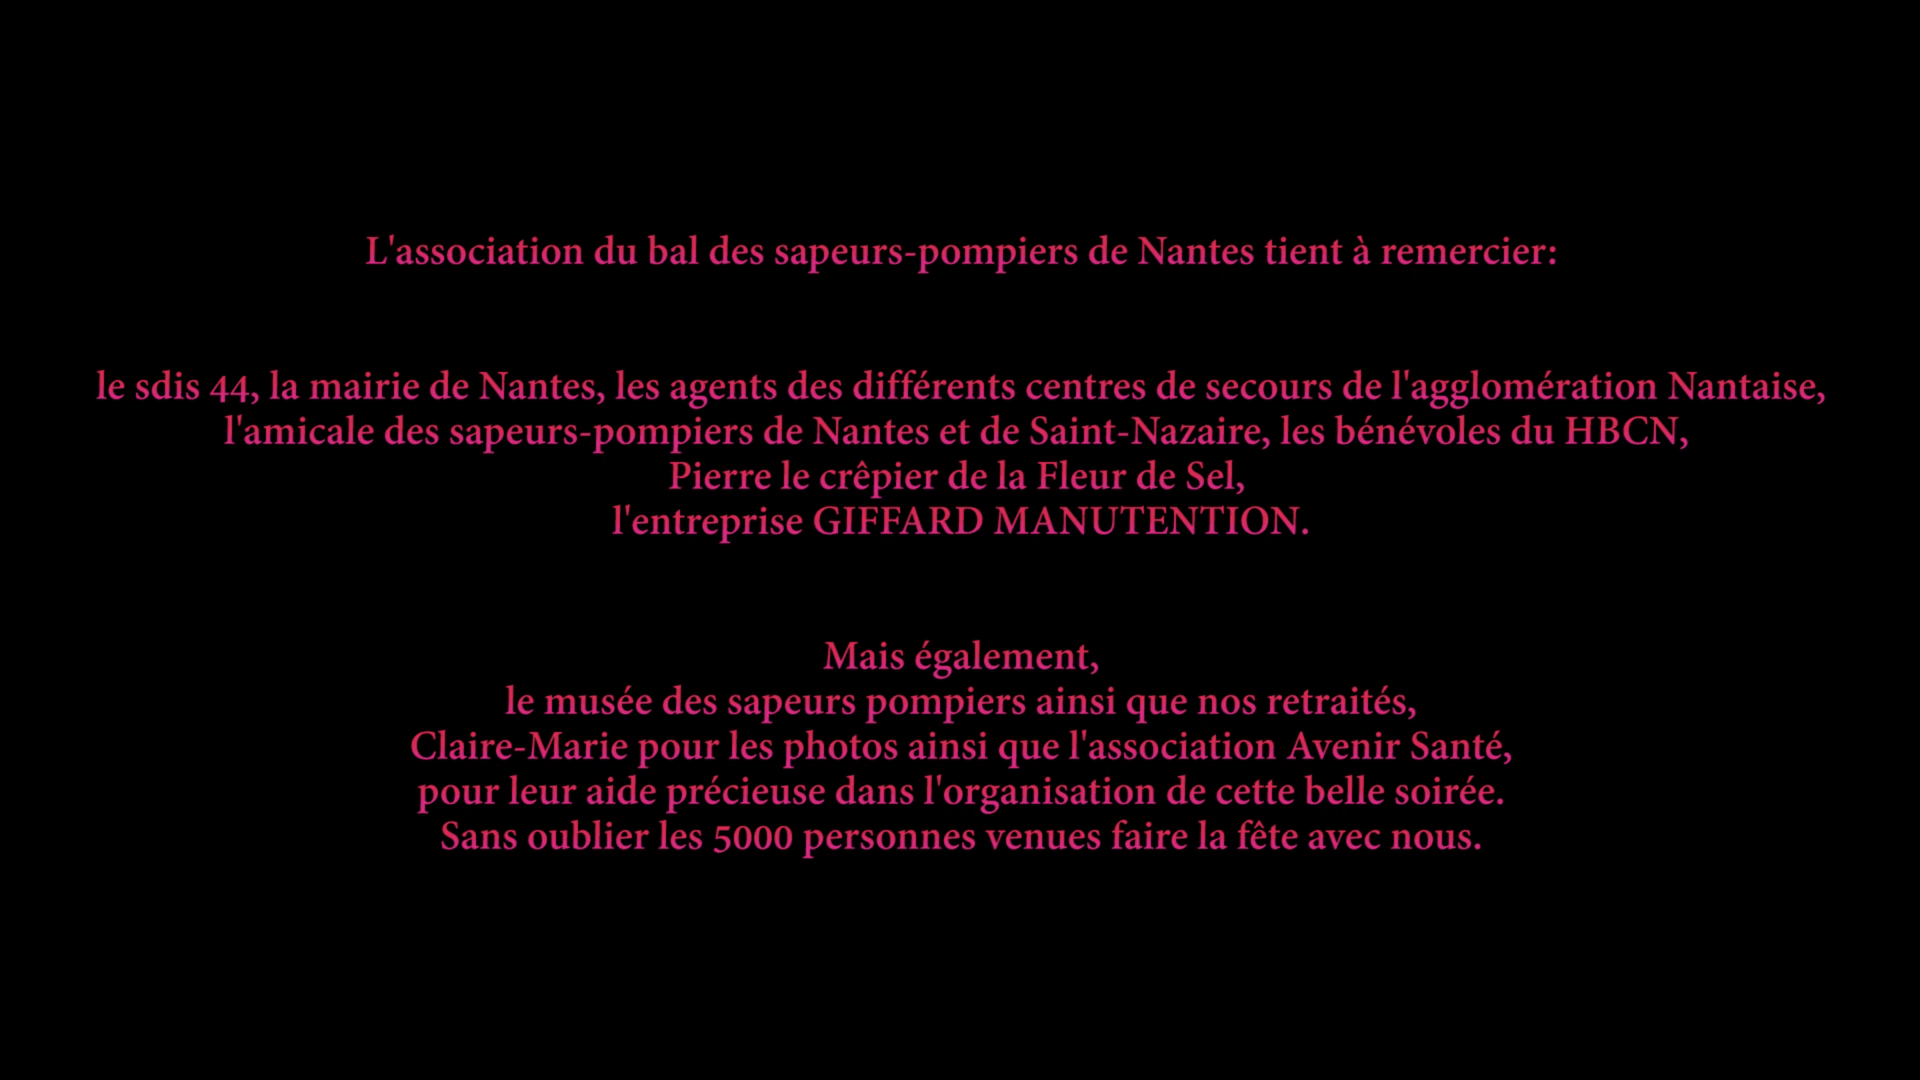 L'association du bal des sapeurs-pompiers de Nantes tient à remercier:
le sdis 44, la mairie de Nantes, les agents des différents centres de secours de l'agglomération Nantaise,
l'amicale des sapeurs-pompiers de Nantes et de Saint-Nazaire, les bénévoles du HBCN,
Pierre le crêpier de la Fleur de Sel,
l'entreprise GIFFARD MANUTENTION.
Mais également,
le musée des sapeurs pompiers ainsi que nos retraités,
Claire-Marie pour les photos ainsi que l'association Avenir Santé,
pour leur aide précieuse dans l'organisation de cette belle soirée.
Sans oublier les 5000 personnes venues faire la fête avec nous.